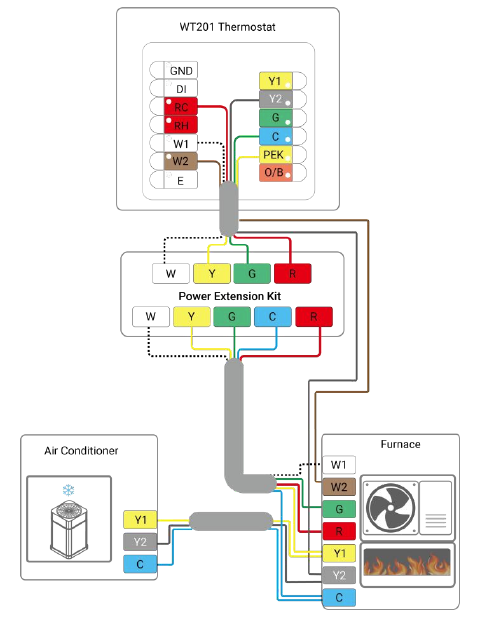 WT201 Thermostat
GND
DI
RC
RH
W1
W2
E
Y1
Y2
G
C
PEK
O/B
W Y G R
Power Extension Kit
W Y G C R
Air Conditioner
Y1
Y2
C
Furnace
W1
W2
G
R
Y1
Y2
C